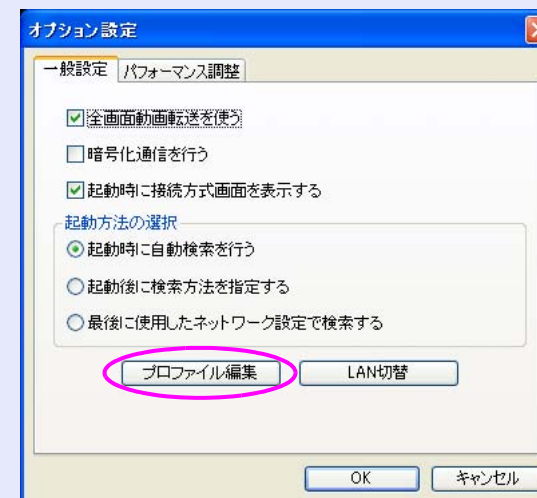 オプション設定
一般設定 パフォーマンス調整
全画面動画転送を使う
暗号化通信を行う
起動時に接続方式画面を表示する
起動方法の選択
起動時に自動検索を行う
起動後に検索方法を指定する
最後に使用したネットワーク設定で検索する
プロファイル編集 LAN切替
OK キャンセル